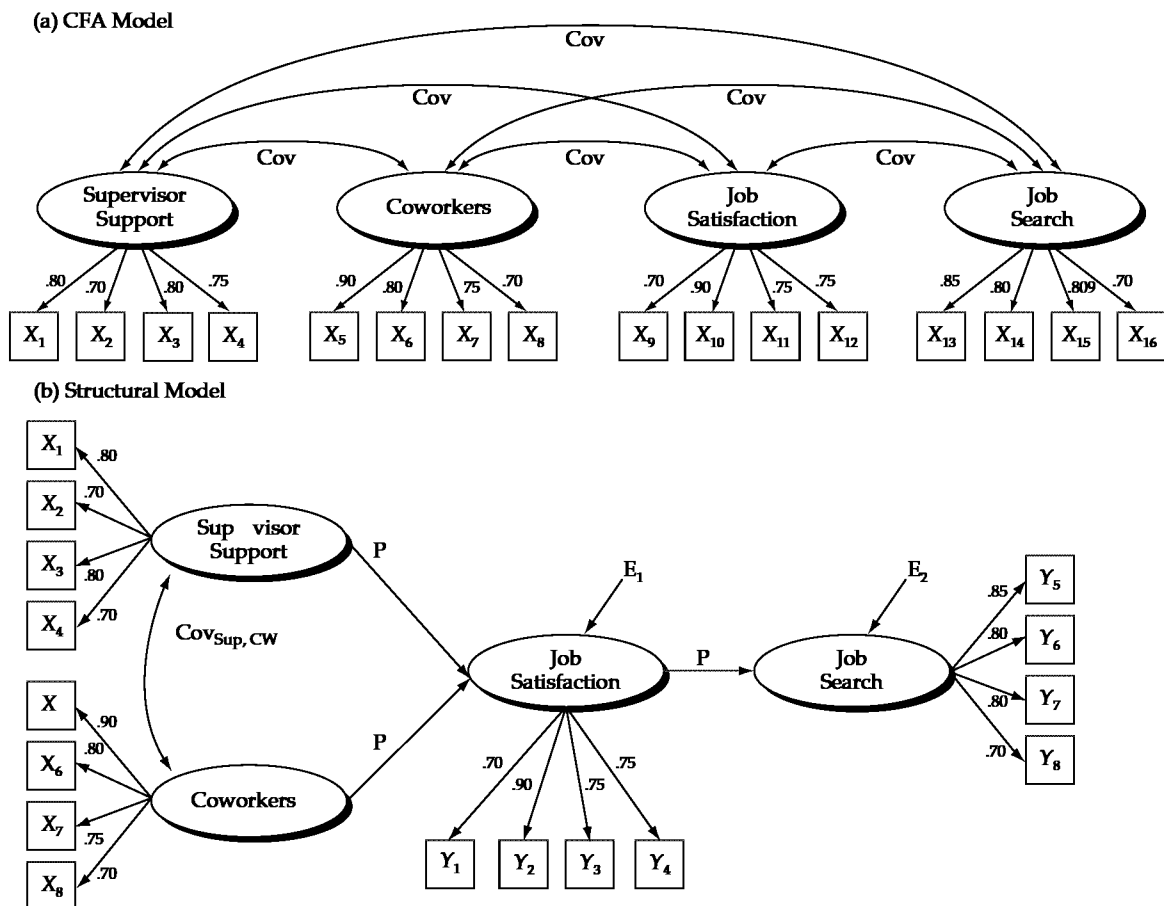 (a) CFA Model
Cov
Cov
Cov
Cov
Cov
Cov
Supervisor
Support
Coworkers
Job
Satisfaction
Job
Search
.80
.70
.80
.75
.90
.80
75
.70
.70
.90
.75
.75
.85
.80
.809
.70
X₁
X₂
X₃
X₄
X₅
X₆
X₇
X₈
X₉
X₁₀
X₁₁
X₁₂
X₁₃
X₁₄
X₁₅
X₁₆
(b) Structural Model
X₁
X₂
X₃
X₄
.80
.70
.80
.70
Sup visor
Support
P
Cov_Sup, CW
X
X₆
X₇
X₈
.90
.80
.75
.70
Coworkers
P
E₁
Job
Satisfaction
.70
.90
.75
.75
Y₁
Y₂
Y₃
Y₄
P
E₂
Job
Search
.85
.80
.80
.70
Y₅
Y₆
Y₇
Y₈